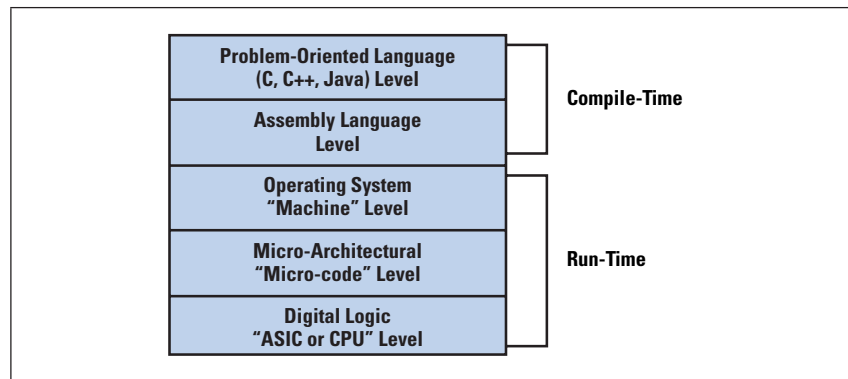 Problem-Oriented Language
(C, C++, Java) Level
Assembly Language
Level
Compile-Time
Operating System
“Machine” Level
Micro-Architectural
“Micro-code” Level
Run-Time
Digital Logic
“ASIC or CPU” Level